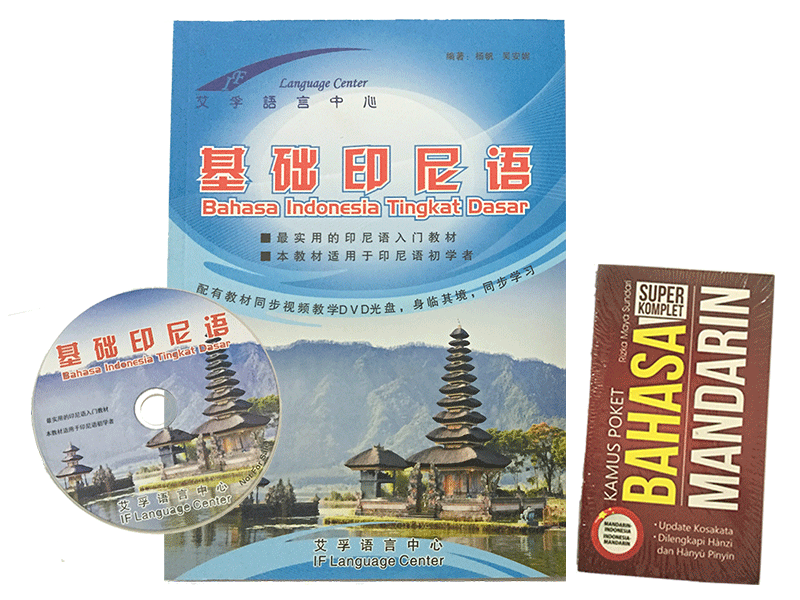 编著：杨帆 吴安妮
IF Language Center
艾孚語言中心
基础印尼语
Bahasa Indonesia Tingkat Dasar
■最实用的印尼语入门教材
■本教材适用于印尼语初学者
配有教材同步视频教学DVD光盘，身临其境，同步学习
艾孚语言中心
IF Language Center
基础印尼语
Bahasa Indonesia Tingkat Dasar
最实用的印尼语入门教材
本教材适用于印尼语初学者
艾孚语言中心
IF Language Center
Not For Sale
KAMUS POKET
BAHASA
MANDARIN
SUPER
KOMPLET
Rizka Maya Sundari
MANDARIN-
INDONESIA
INDONESIA-
MANDARIN
• Update Kosakata
• Dilengkapi Hànzì
dan Hànyǔ Pīnyīn